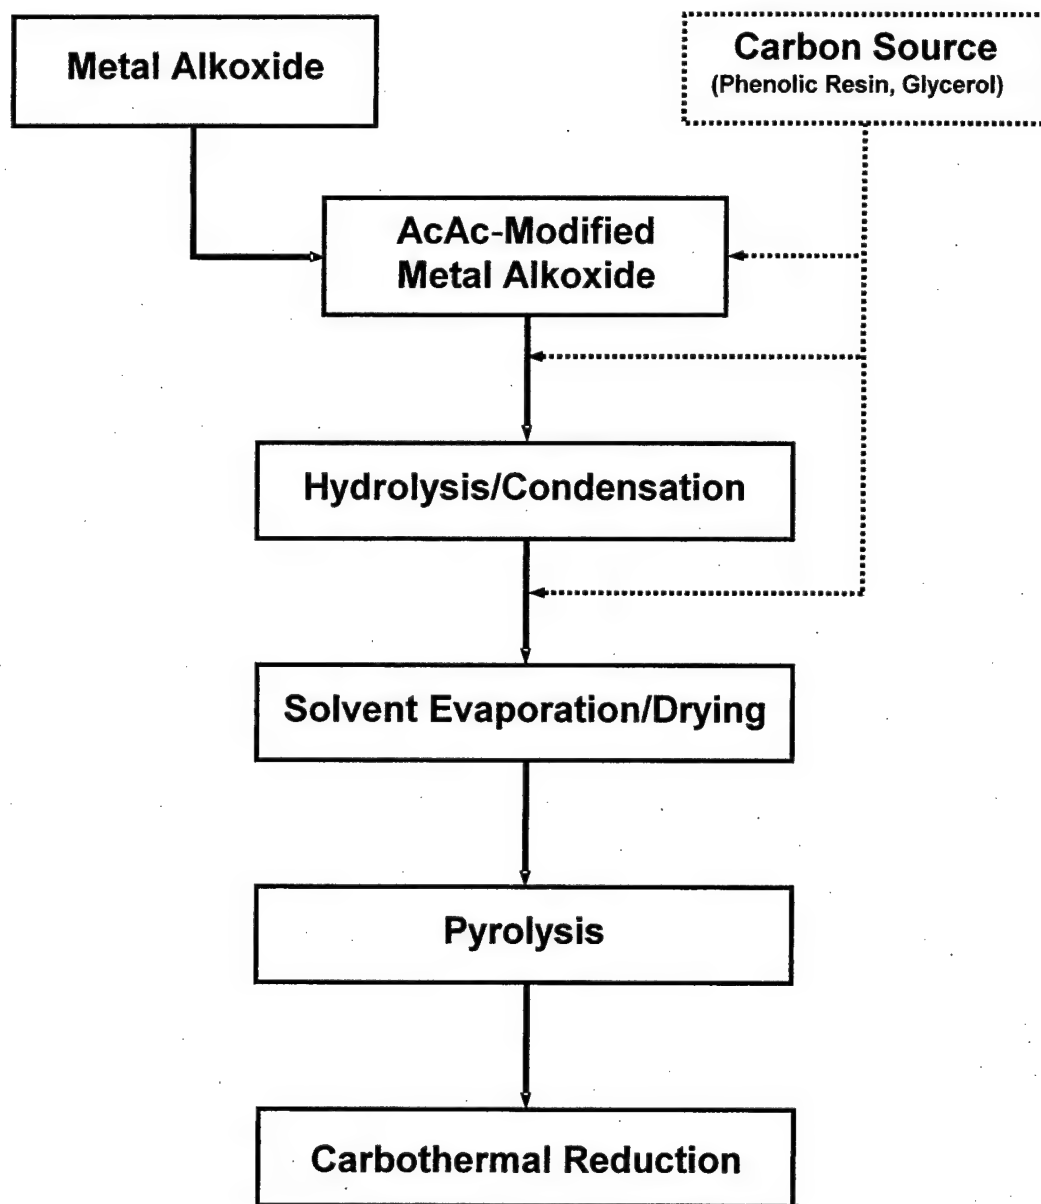 Metal Alkoxide
Carbon Source
(Phenolic Resin, Glycerol)
AcAc-Modified
Metal Alkoxide
Hydrolysis/Condensation
Solvent Evaporation/Drying
Pyrolysis
Carbothermal Reduction